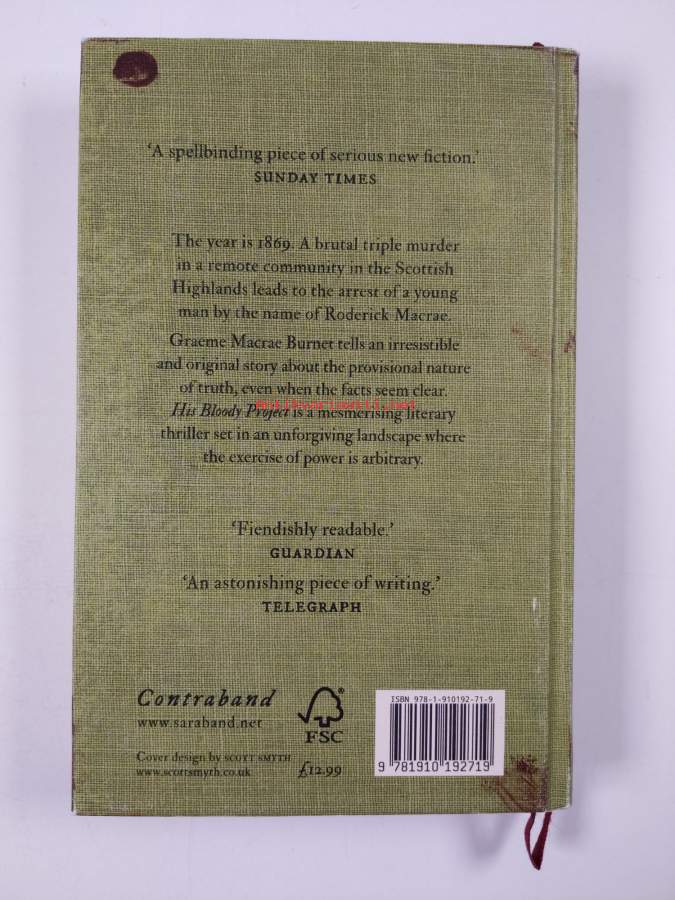 ‘A spellbinding piece of serious new fiction.’
SUNDAY TIMES
The year is 1869. A brutal triple murder
in a remote community in the Scottish
Highlands leads to the arrest of a young
man by the name of Roderick Macrae.
Graeme Macrae Burnet tells an irresistible
and original story about the provisional nature
of truth, even when the facts seem clear.
His Bloody Project is a mesmerising literary
thriller set in an unforgiving landscape where
the exercise of power is arbitrary.
‘Fiendishly readable.’
GUARDIAN
‘An astonishing piece of writing.’
TELEGRAPH
Contraband
www.saraband.net
FSC
®
Cover design by SCOTT SMYTH
www.scottsmyth.co.uk
£12.99
ISBN 978-1-910192-71-9
9 781910 192719